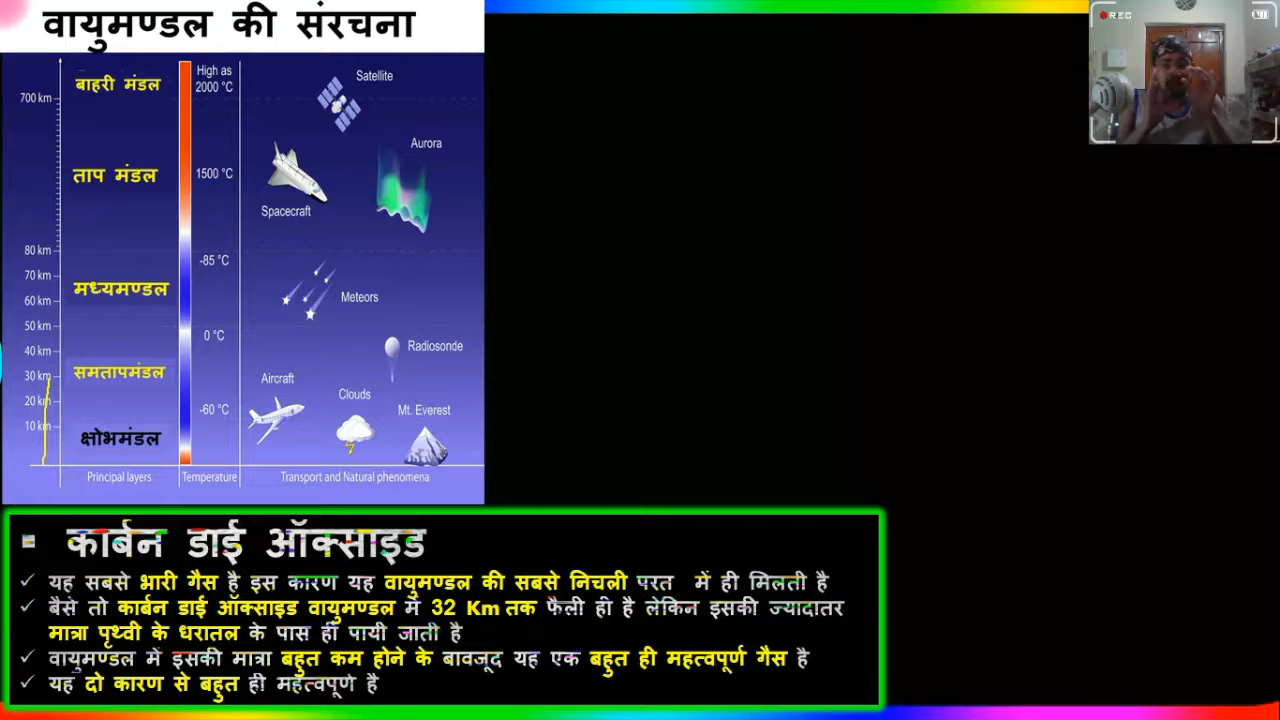 वायुमण्डल की संरचना
REC
बाहरी मंडल
High as
2000 °C
Satellite
700 km
Aurora
ताप मंडल
1500 °C
Spacecraft
80 km
-85 °C
70 km
मध्यमण्डल
60 km
Meteors
50 km
0 °C
40 km
Radiosonde
30 km
समतापमंडल
Aircraft
20 km
-60 °C
Clouds
Mt. Everest
10 km
क्षोभमंडल
Principal layers
Temperature
Transport and Natural phenomena
कार्बन डाई ऑक्साइड
यह सबसे भारी गैस है इस कारण यह वायुमण्डल की सबसे निचली परत में ही मिलती है
बैसे तो कार्बन डाई ऑक्साइड वायुमण्डल में 32 Km तक फैली ही है लेकिन इसकी ज्यादातर
मात्रा पृथ्वी के धरातल के पास ही पायी जाती है
वायुमण्डल में इसकी मात्रा बहुत कम होने के बावजूद यह एक बहुत ही महत्वपूर्ण गैस है
यह दो कारण से बहुत ही महत्वपूर्ण है